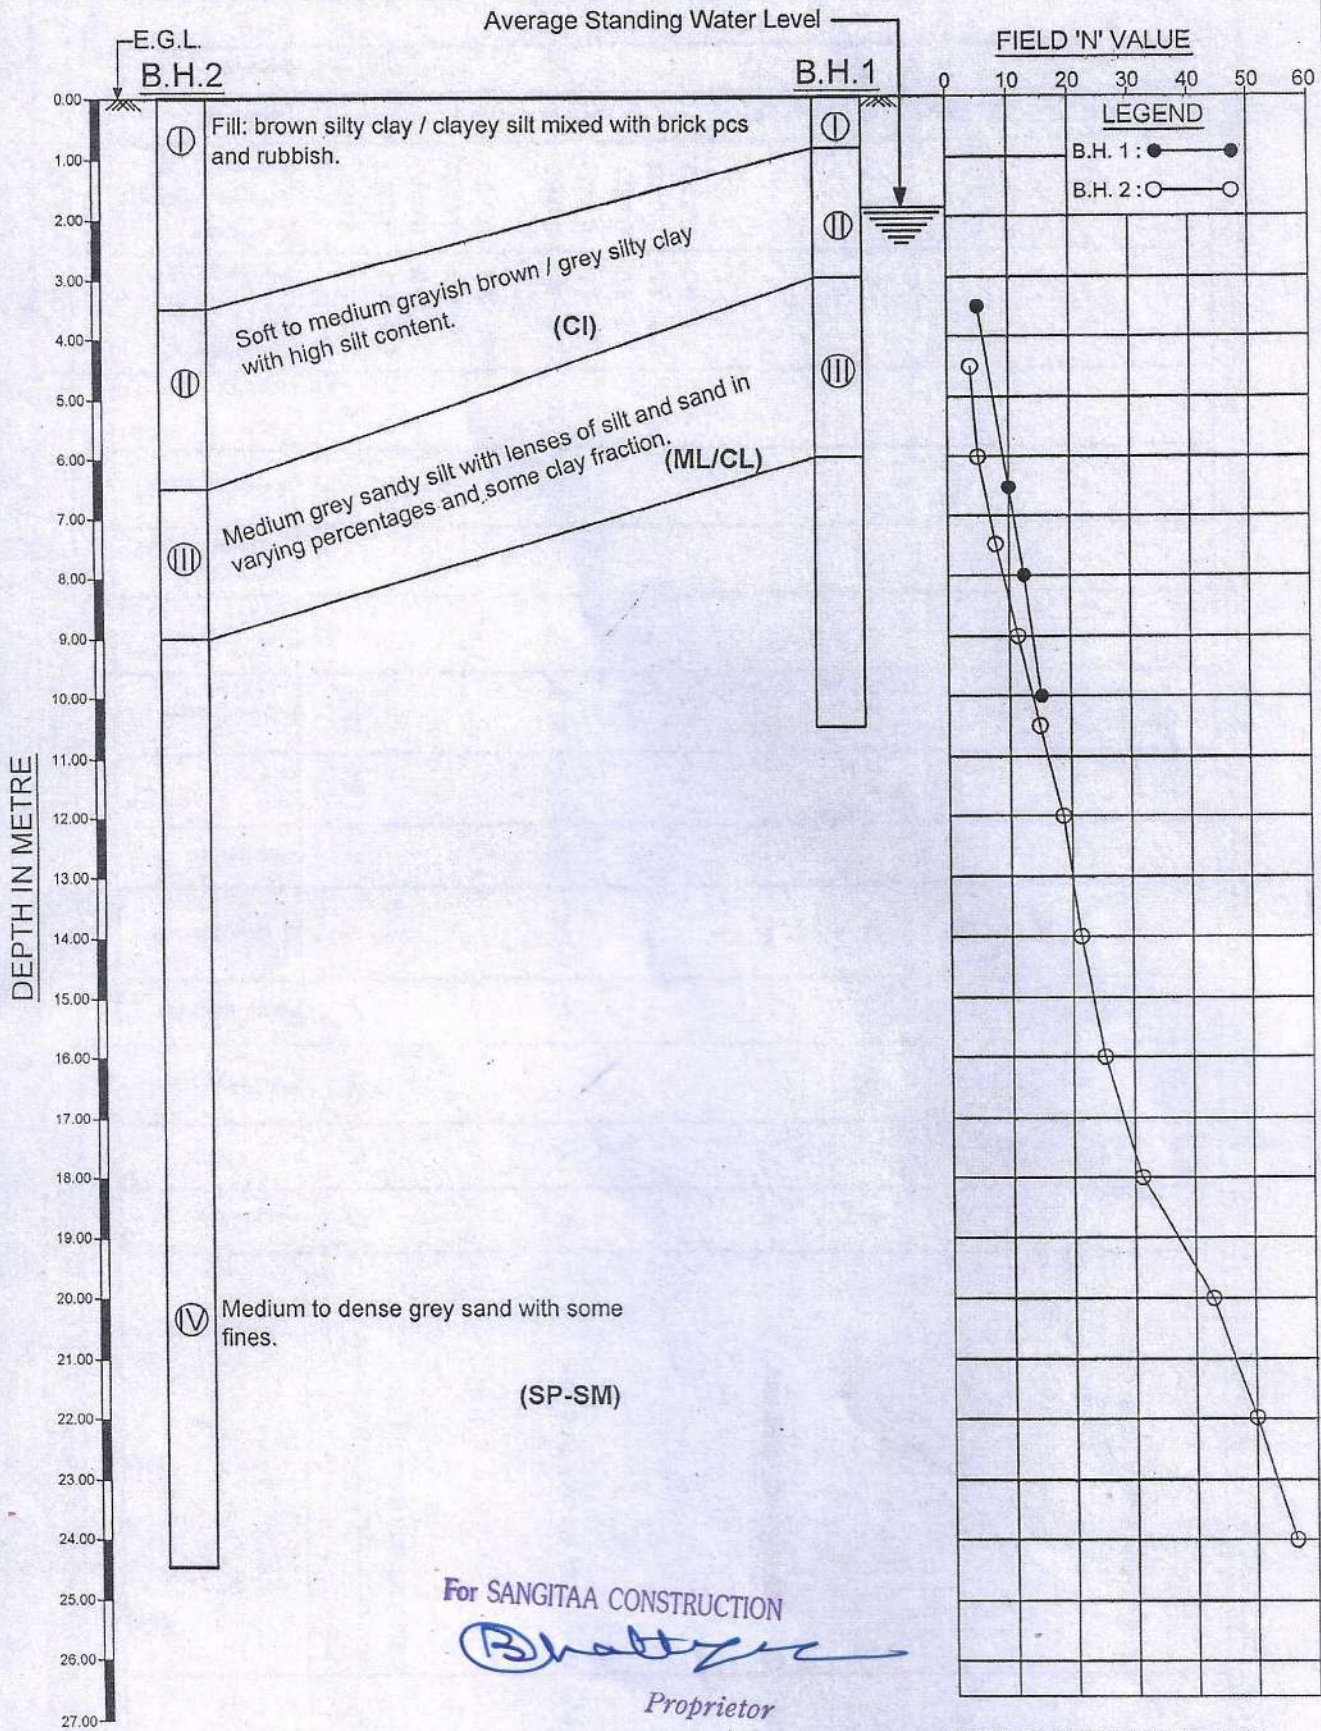 Average Standing Water Level
E.G.L.
B.H.2
B.H.1
FIELD 'N' VALUE
0 10 20 30 40 50 60
LEGEND
B.H. 1 :
B.H. 2 :
DEPTH IN METRE
0.00
1.00
2.00
3.00
4.00
5.00
6.00
7.00
8.00
9.00
10.00
11.00
12.00
13.00
14.00
15.00
16.00
17.00
18.00
19.00
20.00
21.00
22.00
23.00
24.00
25.00
26.00
27.00
I
Fill: brown silty clay / clayey silt mixed with brick pcs
and rubbish.
I
II
Soft to medium grayish brown / grey silty clay
with high silt content.
(CI)
II
III
Medium grey sandy silt with lenses of silt and sand in
varying percentages and some clay fraction.
(ML/CL)
III
IV
Medium to dense grey sand with some
fines.
(SP-SM)
For SANGITAA CONSTRUCTION
Proprietor